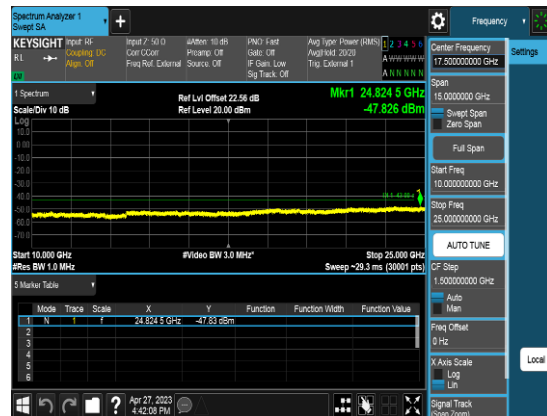 Spectrum Analyzer 1
Swept SA
+
Frequency
KEYSIGHT Input: RF
Coupling: DC
Align: Off
Input Z: 50 Ω
Corr CCorr
Freq Ref: External
#Atten: 10 dB
Preamp: Off
Source: Off
PNO: Fast
Gate: Off
IF Gain: Low
Sig Track: Off
Avg Type: Power (RMS)
Avg|Hold: 20/20
Trig: External 1
1 2 3 4 5 6
A W W W W W
A N N N N N
RL
1 Spectrum
Scale/Div 10 dB
Ref Lvl Offset 22.56 dB
Ref Level 20.00 dBm
Mkr1 24.824 5 GHz
-47.826 dBm
Log
10.0
0.00
-10.0
-20.0
-30.0
-40.0
-50.0
-60.0
-70.0
Start 10.000 GHz
#Res BW 1.0 MHz
#Video BW 3.0 MHz*
Stop 25.000 GHz
Sweep ~29.3 ms (30001 pts)
5 Marker Table
Mode Trace Scale X Y Function Function Width Function Value
1 N 1 f 24.824 5 GHz -47.83 dBm
2
3
4
5
6
Apr 27, 2023
4:42:08 PM
Center Frequency
17.500000000 GHz
Settings
Span
15.0000000 GHz
Swept Span
Zero Span
Full Span
Start Freq
10.000000000 GHz
Stop Freq
25.000000000 GHz
AUTO TUNE
CF Step
1.500000000 GHz
Auto
Man
Freq Offset
0 Hz
X Axis Scale
Log
Lin
Local
Signal Track
(Span Zoom)